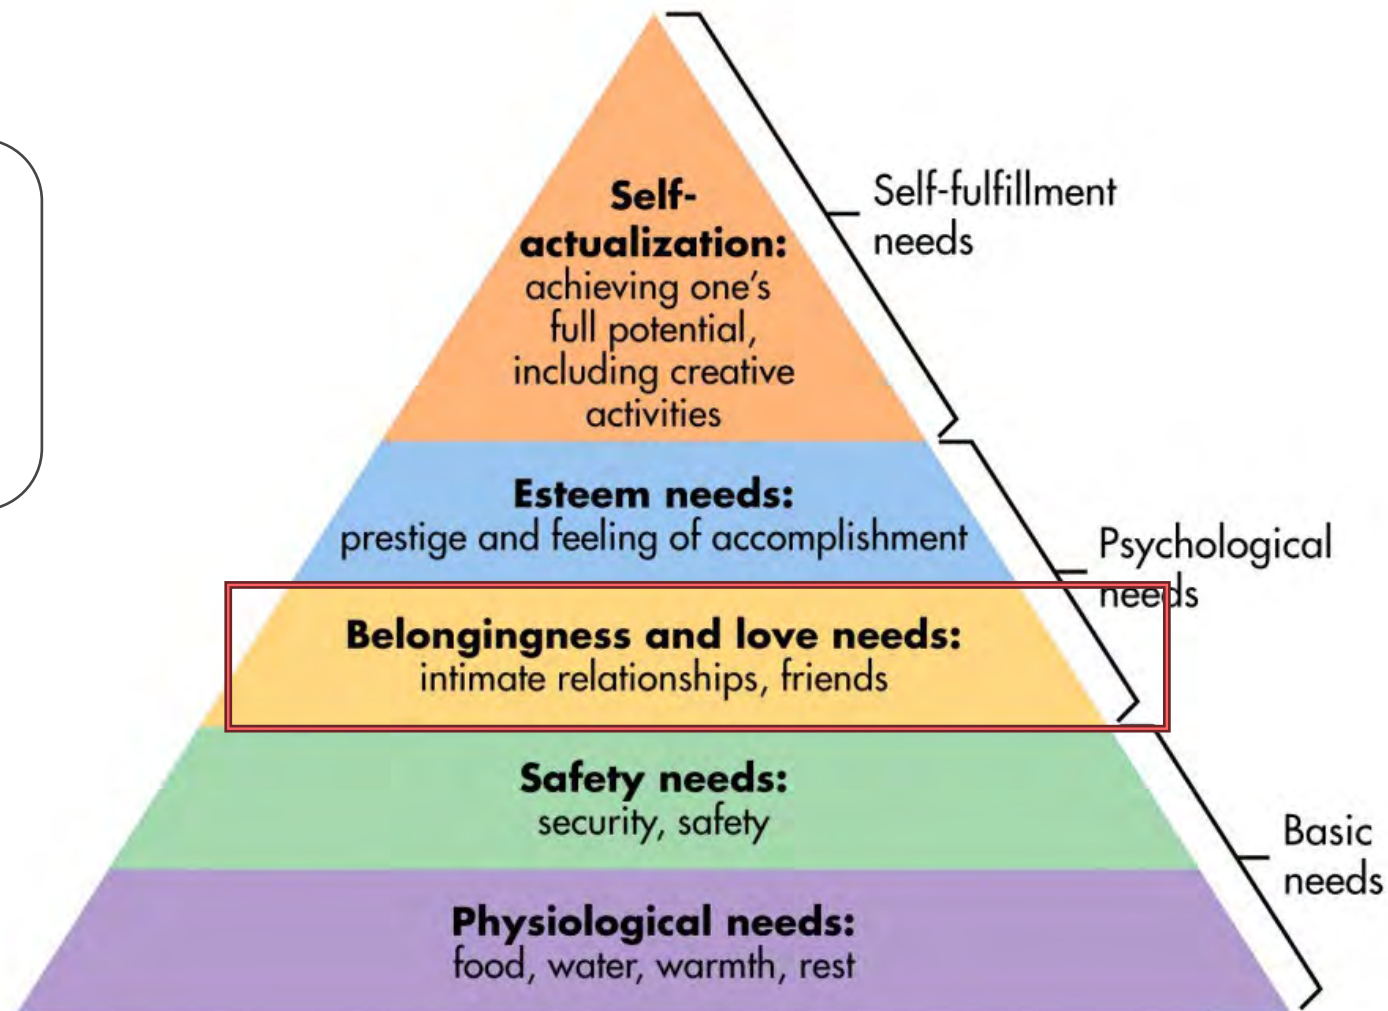 Self-
actualization:
achieving one's
full potential,
including creative
activities
Self-fulfillment
needs
Esteem needs:
prestige and feeling of accomplishment
Psychological
needs
Belongingness and love needs:
intimate relationships, friends
Safety needs:
security, safety
Basic
needs
Physiological needs:
food, water, warmth, rest